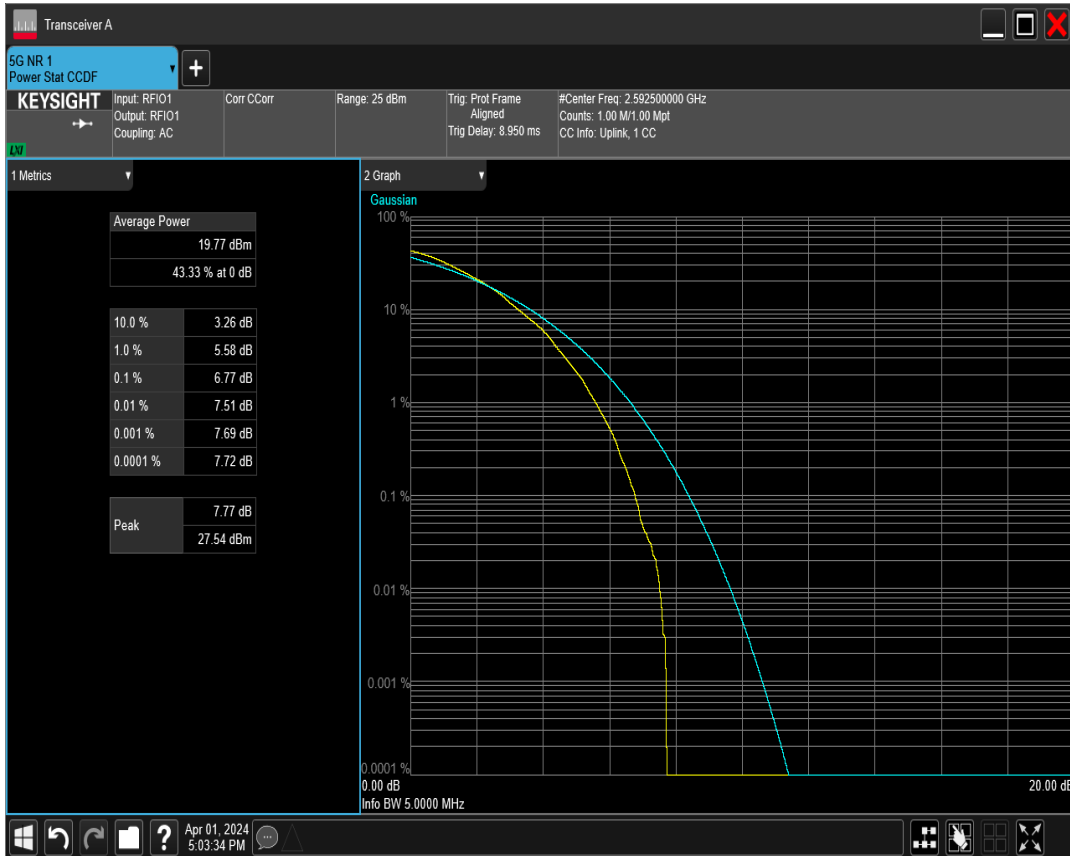 Transceiver A
5G NR 1
Power Stat CCDF
+
KEYSIGHT
LXI
Input: RFIO1
Output: RFIO1
Coupling: AC
Corr CCorr
Range: 25 dBm
Trig: Prot Frame
Aligned
Trig Delay: 8.950 ms
#Center Freq: 2.592500000 GHz
Counts: 1.00 M/1.00 Mpt
CC Info: Uplink, 1 CC
1 Metrics
Average Power
19.77 dBm
43.33 % at 0 dB
10.0 % 3.26 dB
1.0 % 5.58 dB
0.1 % 6.77 dB
0.01 % 7.51 dB
0.001 % 7.69 dB
0.0001 % 7.72 dB
Peak
7.77 dB
27.54 dBm
2 Graph
Gaussian
100 %
10 %
1 %
0.1 %
0.01 %
0.001 %
0.0001 %
0.00 dB 20.00 dB
Info BW 5.0000 MHz
?
Apr 01, 2024
5:03:34 PM